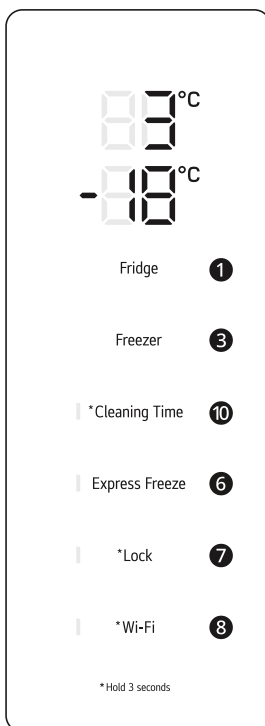 3°C
-18°C
Fridge 1
Freezer 3
*Cleaning Time 10
Express Freeze 6
*Lock 7
*Wi-Fi 8
*Hold 3 seconds